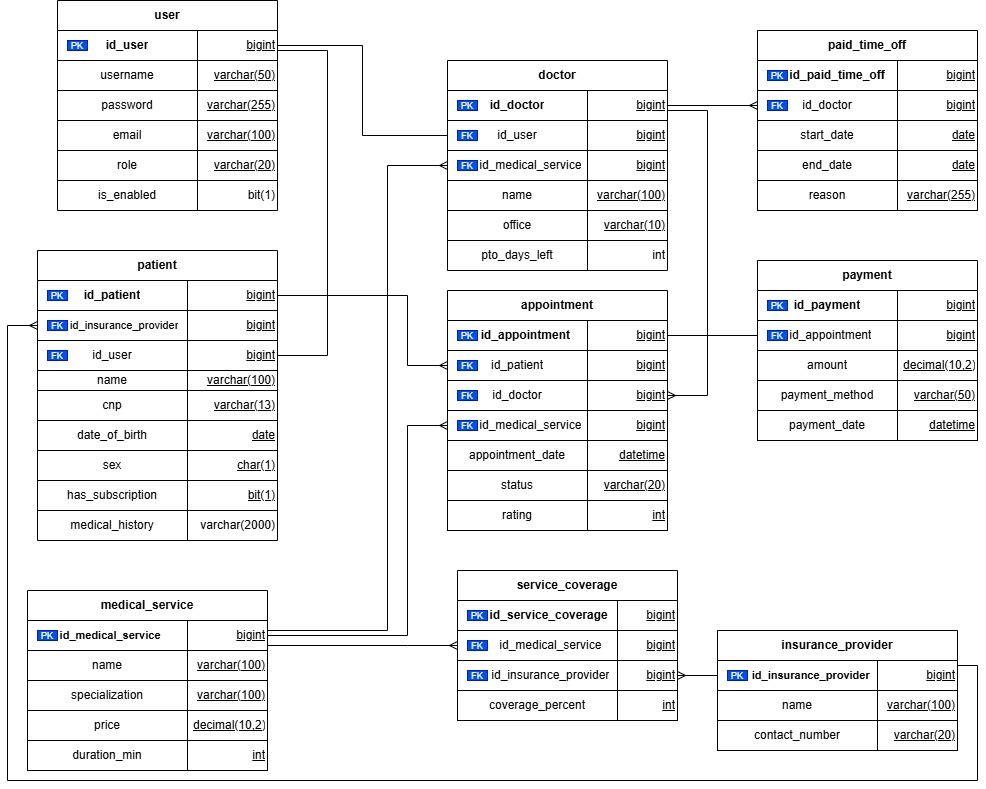 user
PK id_user bigint
username varchar(50)
password varchar(255)
email varchar(100)
role varchar(20)
is_enabled bit(1)
doctor
PK id_doctor bigint
FK id_user bigint
FK id_medical_service bigint
name varchar(100)
office varchar(10)
pto_days_left int
paid_time_off
PK id_paid_time_off bigint
FK id_doctor bigint
start_date date
end_date date
reason varchar(255)
patient
PK id_patient bigint
FK id_insurance_provider bigint
FK id_user bigint
name varchar(100)
cnp varchar(13)
date_of_birth date
sex char(1)
has_subscription bit(1)
medical_history varchar(2000)
appointment
PK id_appointment bigint
FK id_patient bigint
FK id_doctor bigint
FK id_medical_service bigint
appointment_date datetime
status varchar(20)
rating int
payment
PK id_payment bigint
FK id_appointment bigint
amount decimal(10,2)
payment_method varchar(50)
payment_date datetime
medical_service
PK id_medical_service bigint
name varchar(100)
specialization varchar(100)
price decimal(10,2)
duration_min int
service_coverage
PK id_service_coverage bigint
FK id_medical_service bigint
FK id_insurance_provider bigint
coverage_percent int
insurance_provider
PK id_insurance_provider bigint
name varchar(100)
contact_number varchar(20)